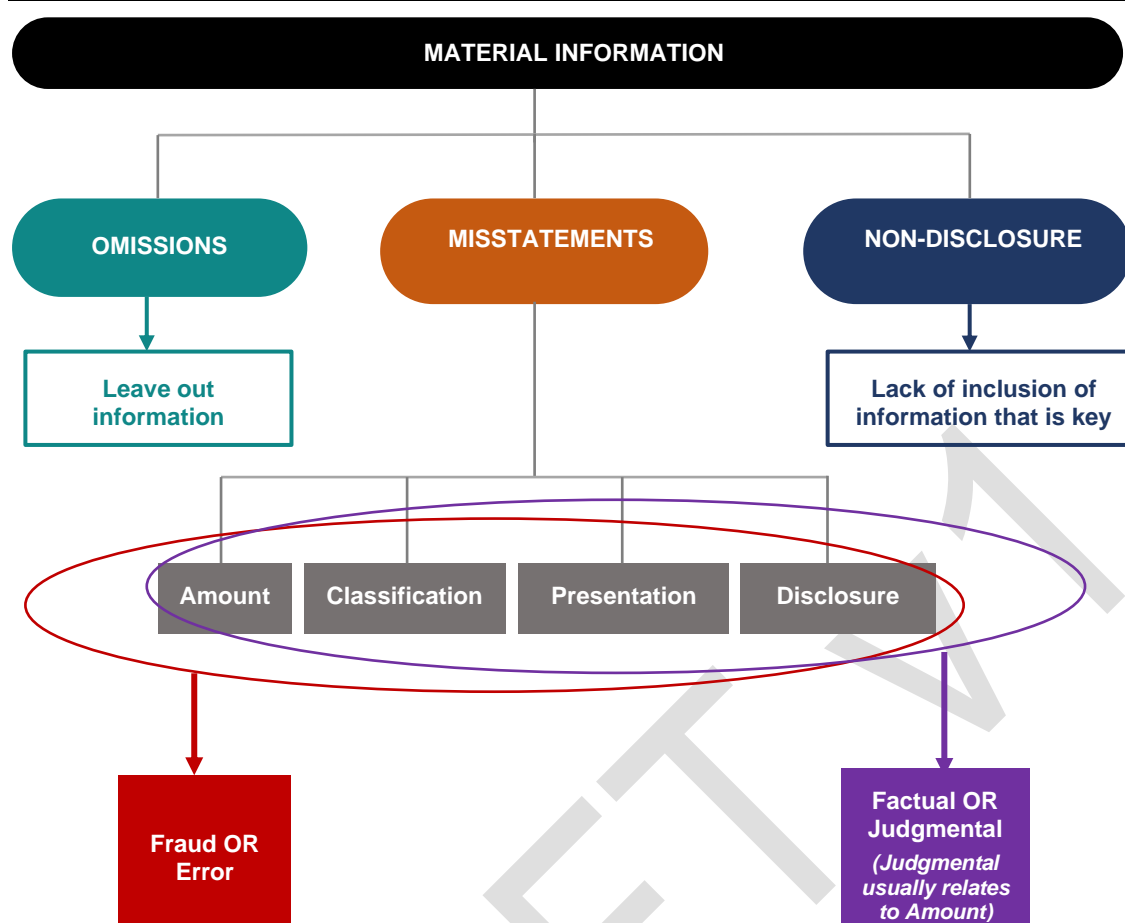 MATERIAL INFORMATION
OMISSIONS
MISSTATEMENTS
NON-DISCLOSURE
Leave out
information
Lack of inclusion of
information that is key
Amount
Classification
Presentation
Disclosure
Fraud OR
Error
Factual OR
Judgmental
(Judgmental
usually relates
to Amount)